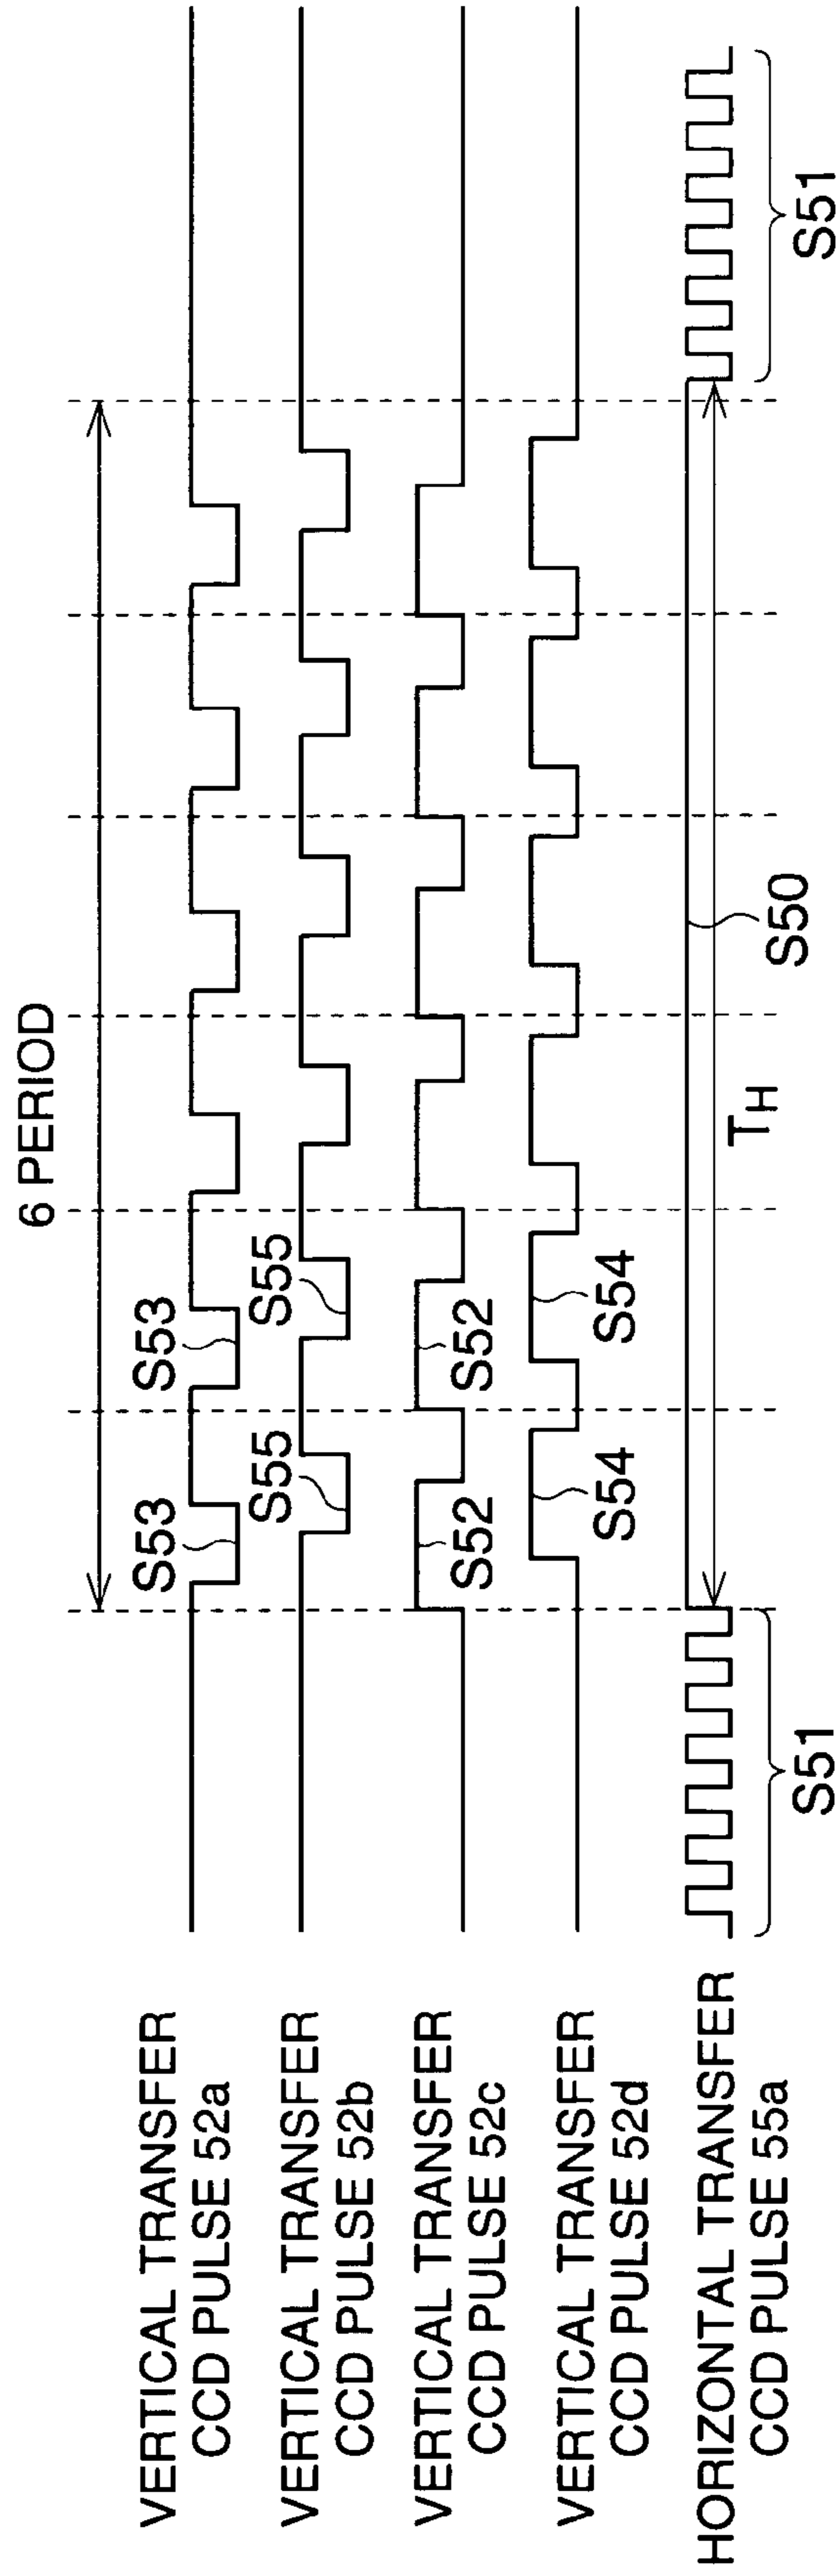 6 PERIOD
VERTICAL TRANSFER
CCD PULSE 52a
S53
S53
VERTICAL TRANSFER
CCD PULSE 52b
S55
S55
VERTICAL TRANSFER
CCD PULSE 52c
S52
S52
VERTICAL TRANSFER
CCD PULSE 52d
S54
S54
HORIZONTAL TRANSFER
CCD PULSE 55a
S51
TH
S50
S51